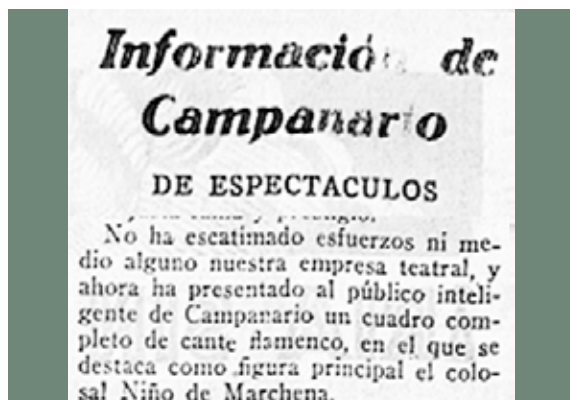 Información de
Campanario
DE ESPECTACULOS
No ha escatimado esfuerzos ni me-
dio alguno nuestra empresa teatral, y
ahora ha presentado al público inteli-
gente de Campanario un cuadro com-
pleto de cante flamenco, en el que se
destaca como figura principal el colo-
sal Niño de Marchena.